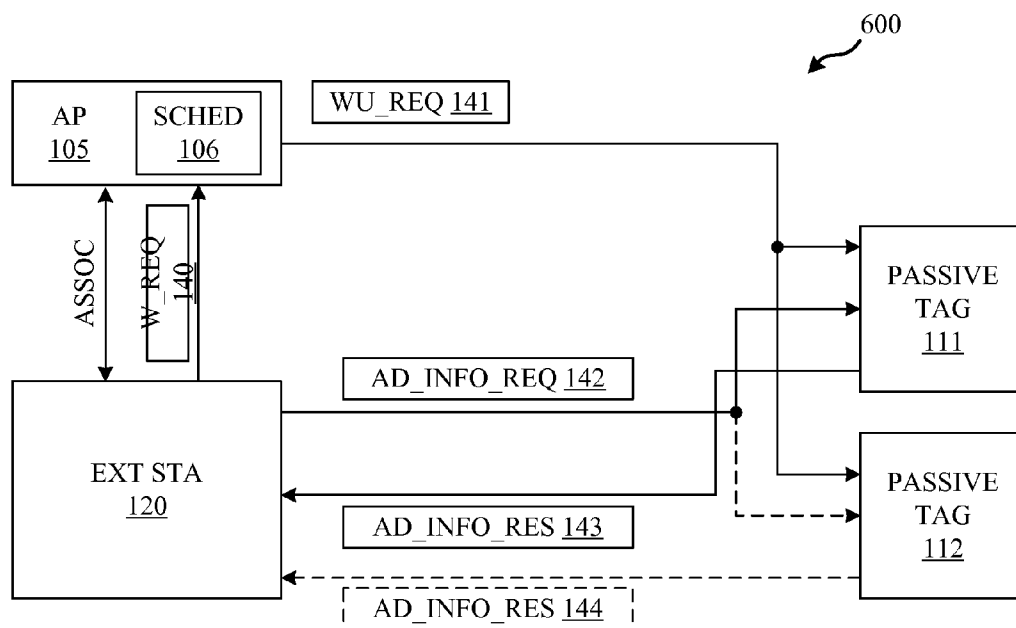 600
AP
105
SCHED
106
WU_REQ 141
ASSOC
W_REQ
140
PASSIVE
TAG
111
AD_INFO_REQ 142
EXT STA
120
PASSIVE
TAG
112
AD_INFO_RES 143
AD_INFO_RES 144